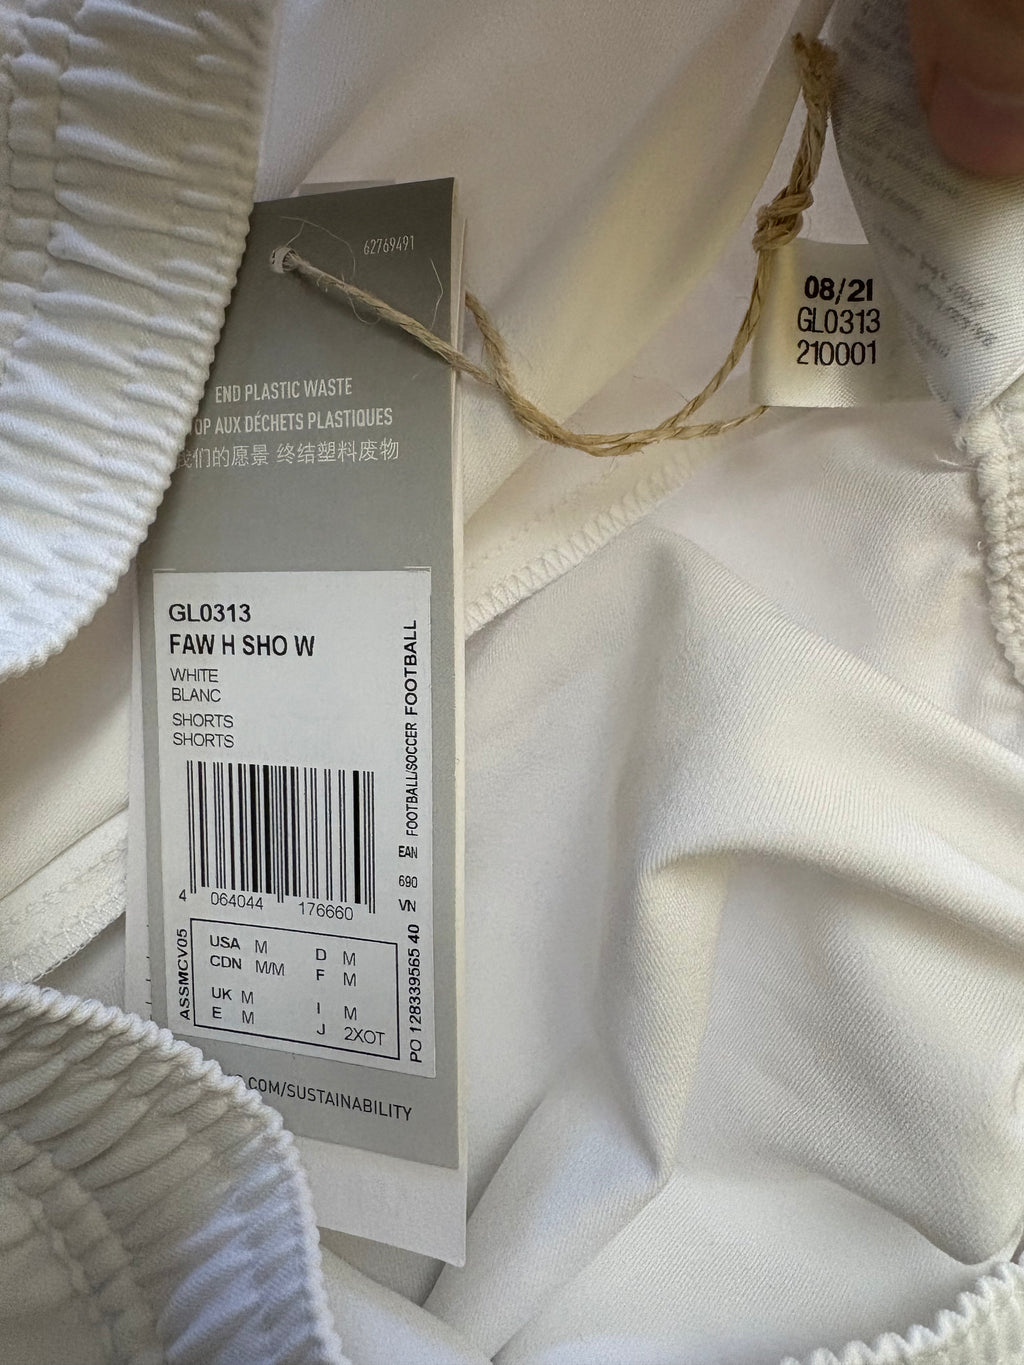 62769491
END PLASTIC WASTE
OP AUX DÉCHETS PLASTIQUES
我们的愿景 终结塑料废物
GL0313
FAW H SHO W
WHITE
BLANC
SHORTS
SHORTS
FOOTBALL/SOCCER FOOTBALL
EAN
690
VN
4 064044 176660
ASSMCV05
USA M
CDN M/M
UK M
E M
D M
F M
I M
J 2XOT
PO 128339565 40
.COM/SUSTAINABILITY
08/21
GL0313
210001